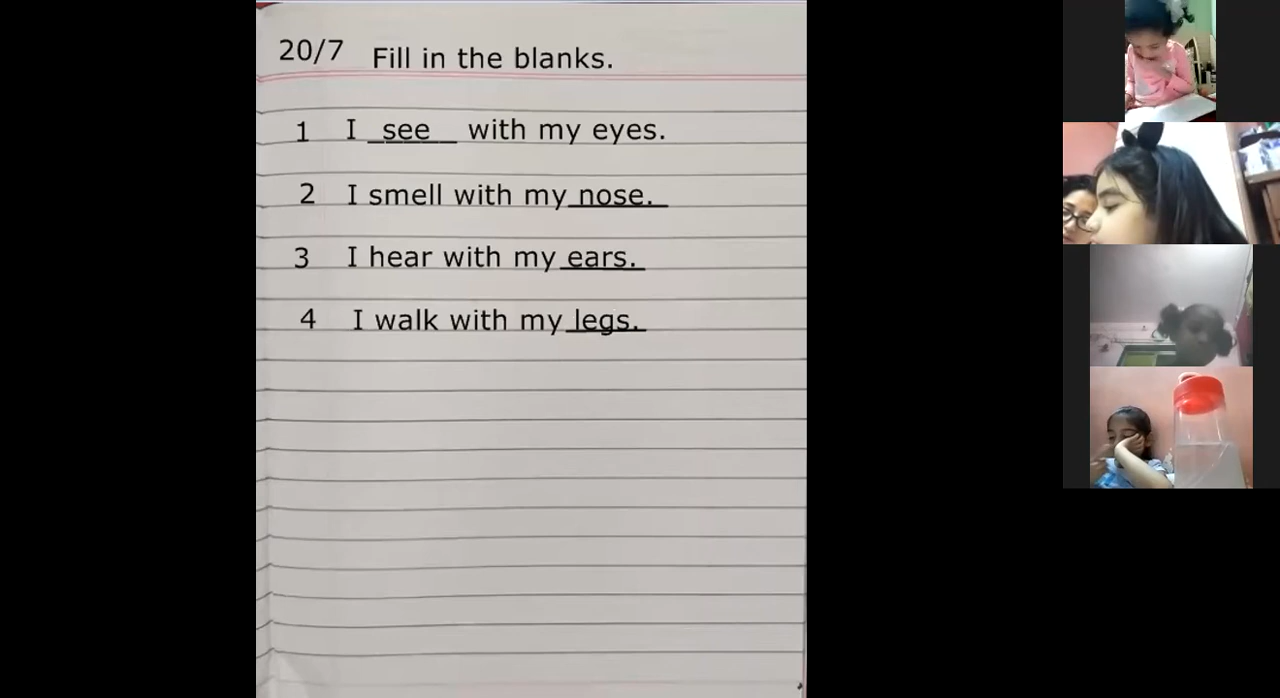 20/7 Fill in the blanks.
1 I see with my eyes.
2 I smell with my nose.
3 I hear with my ears.
4 I walk with my legs.